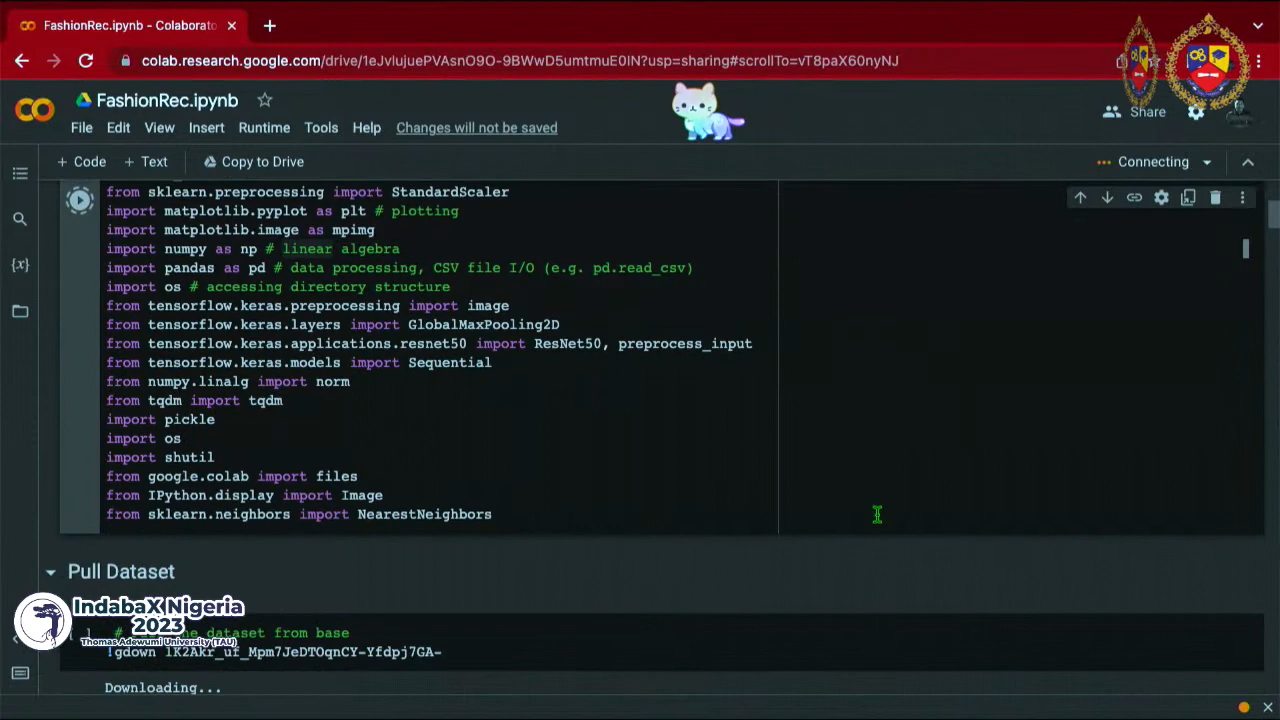 FashionRec.ipynb - Colaborato
colab.research.google.com/drive/1eJvlujuePVAsnO9O-9BWwD5umtmuE0IN?usp=sharing#scrollTo=vT8paX60nyNJ
FashionRec.ipynb
File Edit View Insert Runtime Tools Help Changes will not be saved
Share
+ Code + Text Copy to Drive
Connecting
from sklearn.preprocessing import StandardScaler
import matplotlib.pyplot as plt # plotting
import matplotlib.image as mpimg
import numpy as np # linear algebra
import pandas as pd # data processing, CSV file I/O (e.g. pd.read_csv)
import os # accessing directory structure
from tensorflow.keras.preprocessing import image
from tensorflow.keras.layers import GlobalMaxPooling2D
from tensorflow.keras.applications.resnet50 import ResNet50, preprocess_input
from tensorflow.keras.models import Sequential
from numpy.linalg import norm
from tqdm import tqdm
import pickle
import os
import shutil
from google.colab import files
from IPython.display import Image
from sklearn.neighbors import NearestNeighbors
Pull Dataset
IndabaX Nigeria
2023
Thomas Adewumi University (TAU)
# dataset from base
!gdown 1K2Akr_uf_Mpm7JeDTOqnCY-Yfdpj7GA-
Downloading...